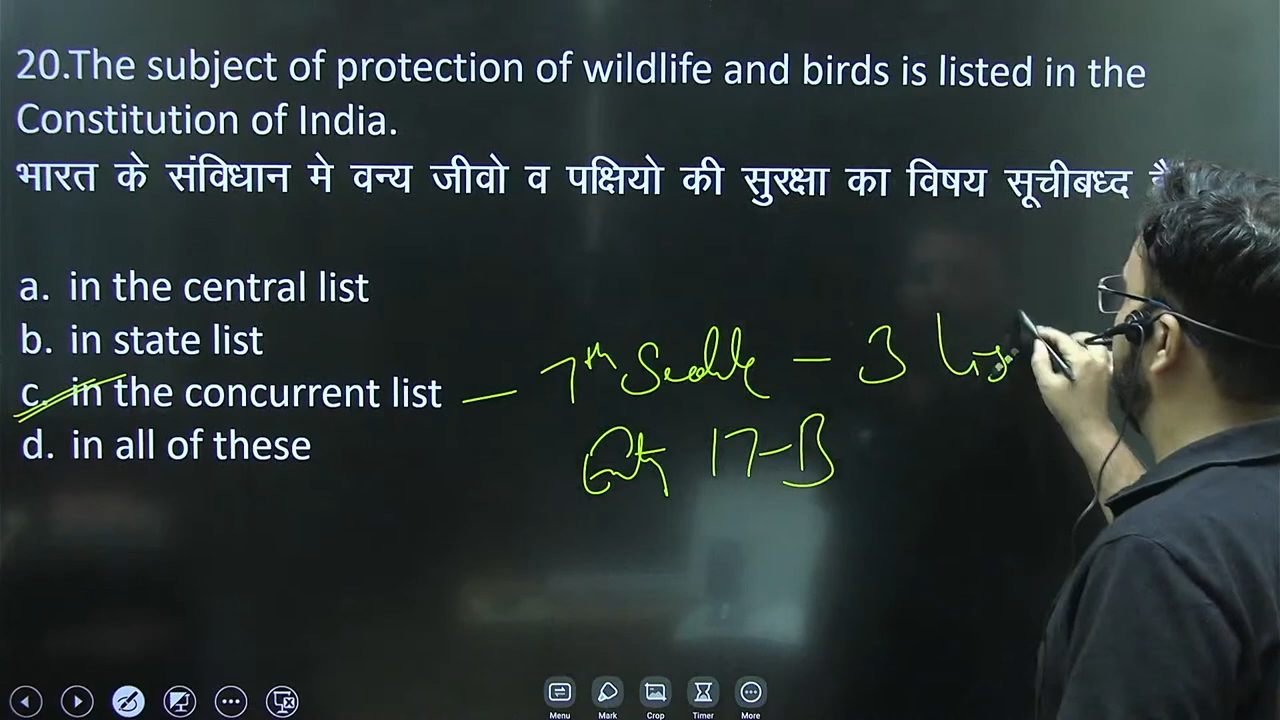 20.The subject of protection of wildlife and birds is listed in the
Constitution of India.
भारत के संविधान मे वन्य जीवो व पक्षियो की सुरक्षा का विषय सूचीबध्द
a. in the central list
b. in state list
c. in the concurrent list — 7th Sedule — 3 lis
d. in all of these
Entry 17-B
Menu Mark Crop Timer More